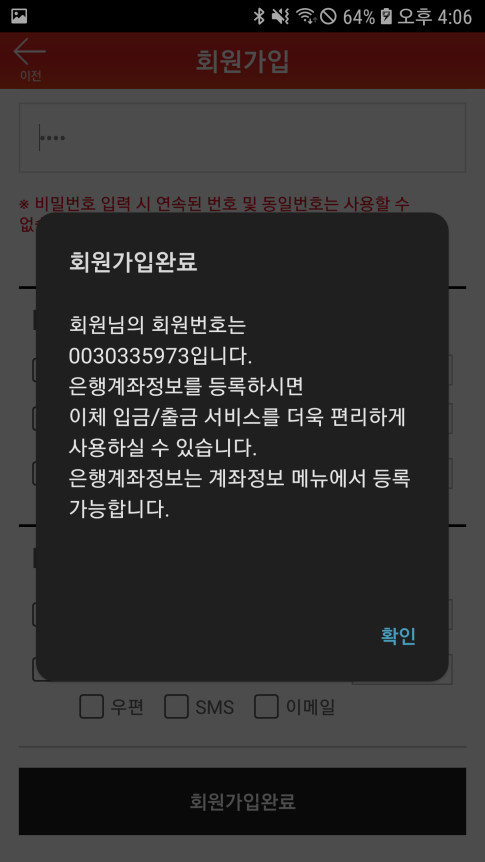 64% 오후 4:06
이전
회원가입
••••
※ 비밀번호 입력 시 연속된 번호 및 동일번호는 사용할 수
회원가입완료
회원님의 회원번호는
0030335973입니다.
은행계좌정보를 등록하시면
이체 입금/출금 서비스를 더욱 편리하게
사용하실 수 있습니다.
은행계좌정보는 계좌정보 메뉴에서 등록
가능합니다.
확인
우편 SMS 이메일
회원가입완료